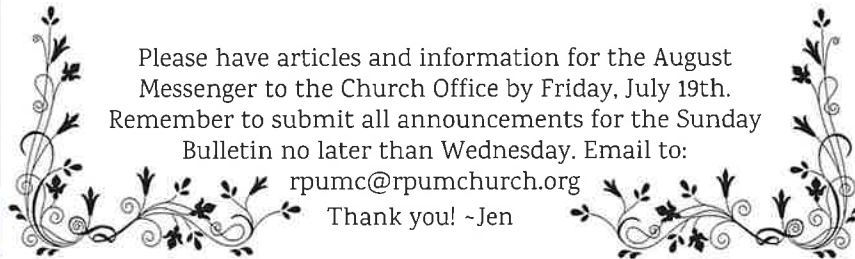 Please have articles and information for the August
Messenger to the Church Office by Friday, July 19th.
Remember to submit all announcements for the Sunday
Bulletin no later than Wednesday. Email to:
rpumc@rpumchurch.org
Thank you! ~Jen